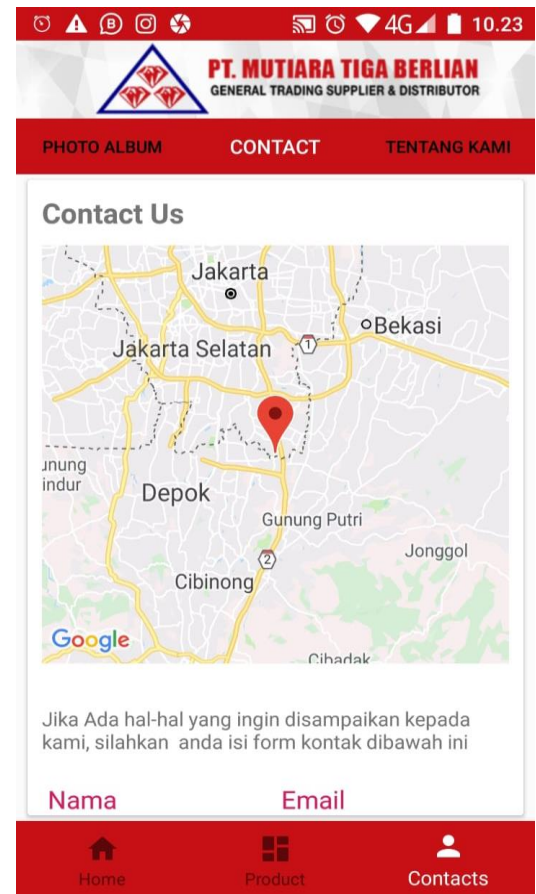 4G 10.23
PT. MUTIARA TIGA BERLIAN
GENERAL TRADING SUPPLIER & DISTRIBUTOR
PHOTO ALBUM CONTACT TENTANG KAMI
Contact Us
Jakarta
Bekasi
1
Jakarta Selatan
unung
indur
Depok
Gunung Putri
Jonggol
2
Cibinong
Google
Cibadak
Jika Ada hal-hal yang ingin disampaikan kepada
kami, silahkan anda isi form kontak dibawah ini
Nama Email
Home Product Contacts